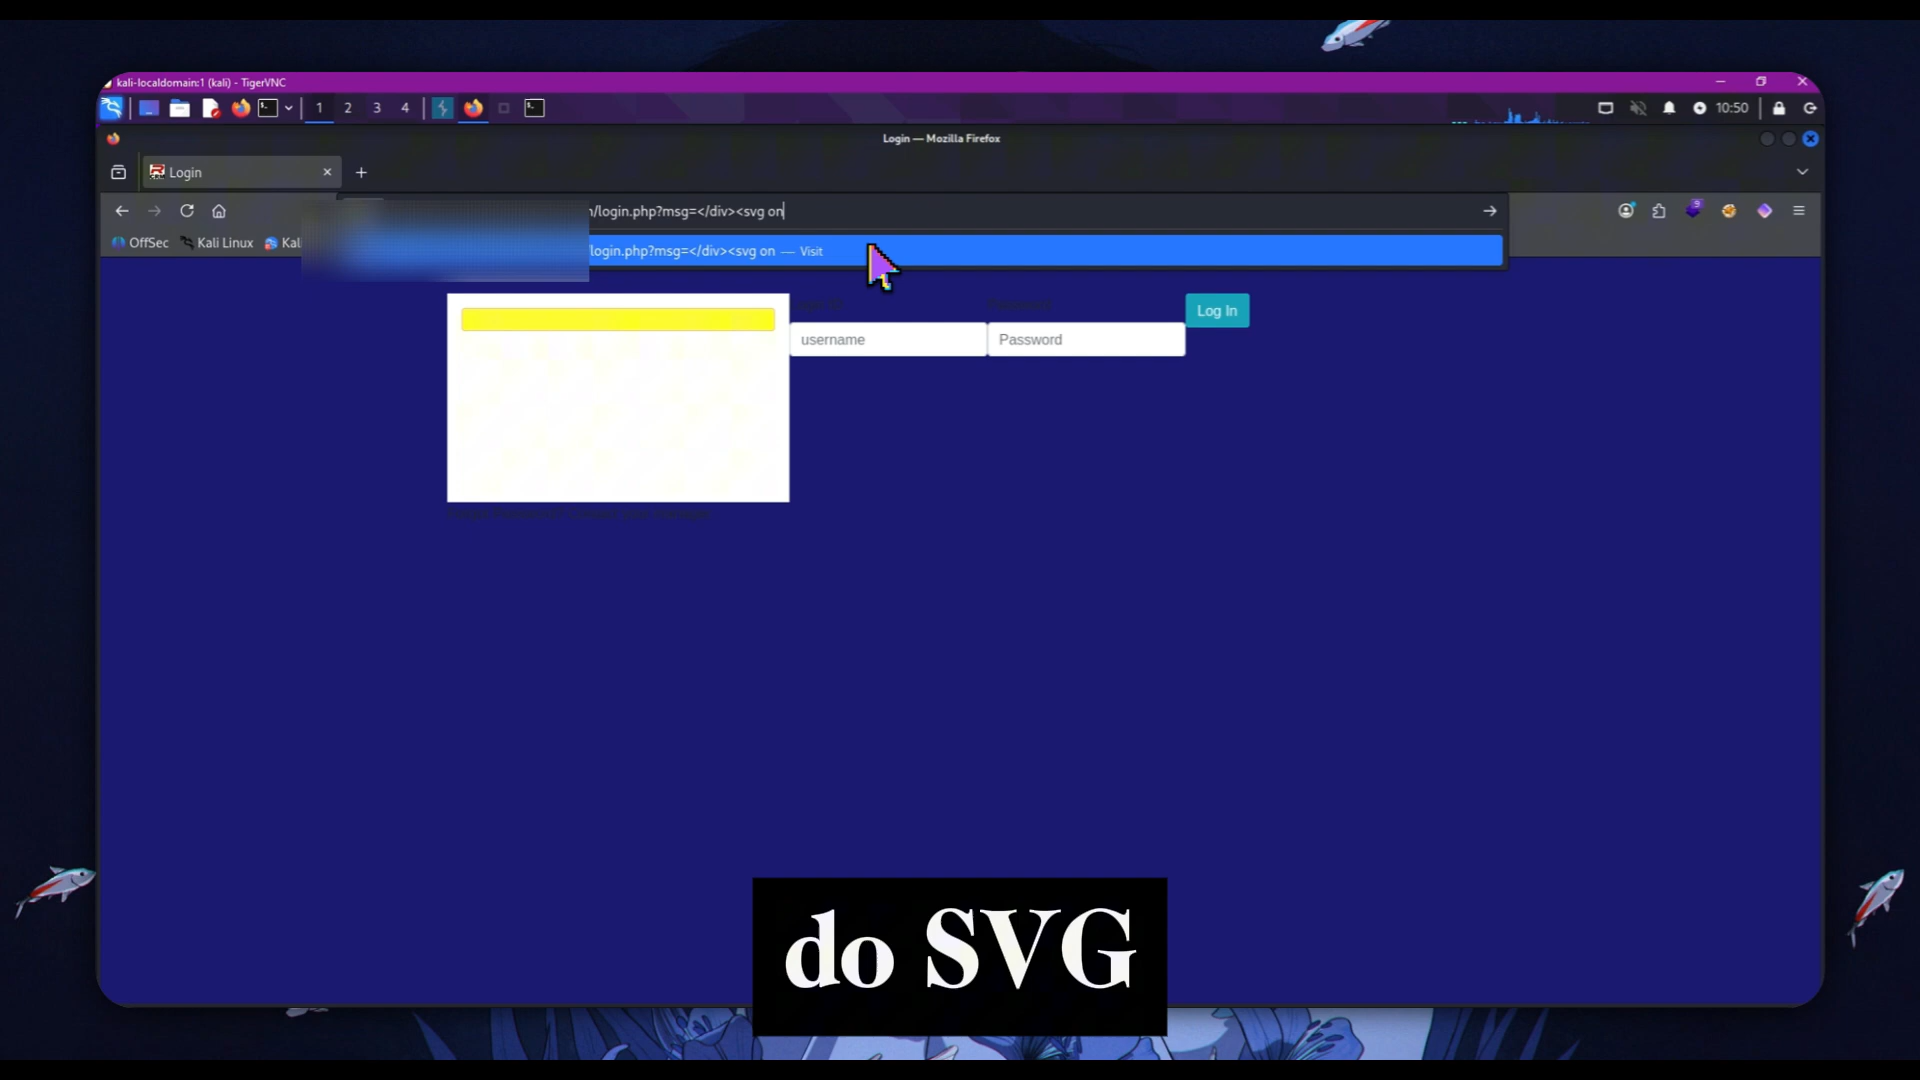 kali-localdomain:1 (kali) - TigerVNC
1 2 3 4
9
10:50
Login — Mozilla Firefox
Login
/login.php?msg=</div><svg on
OffSec Kali Linux
/login.php?msg=</div><svg on — Visit
Log In
username Password
do SVG